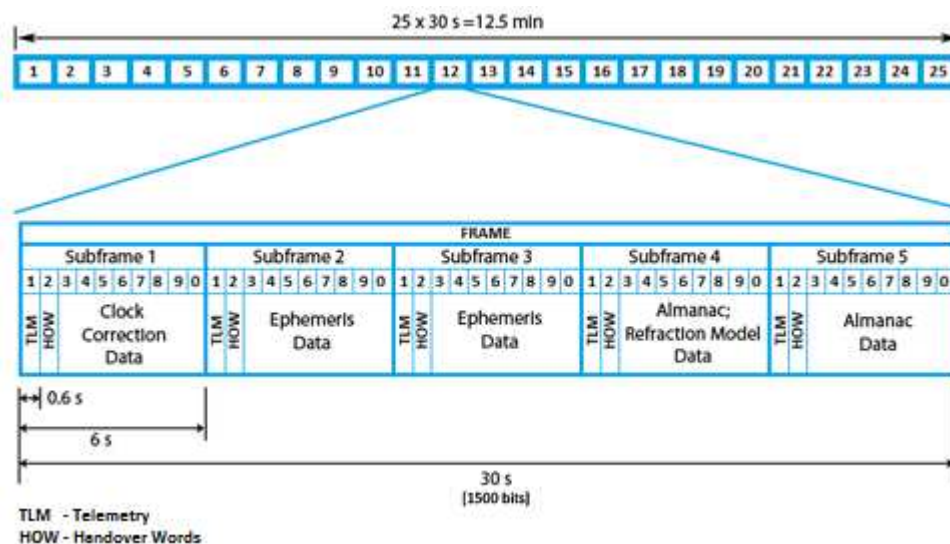 25 x 30 s =12.5 min
1 2 3 4 5 6 7 8 9 10 11 12 13 14 15 16 17 18 19 20 21 22 23 24 25
FRAME
Subframe 1 Subframe 2 Subframe 3 Subframe 4 Subframe 5
1 2 3 4 5 6 7 8 9 0 1 2 3 4 5 6 7 8 9 0 1 2 3 4 5 6 7 8 9 0 1 2 3 4 5 6 7 8 9 0 1 2 3 4 5 6 7 8 9 0
TLM
HOW
Clock
Correction
Data
TLM
HOW
Ephemeris
Data
TLM
HOW
Ephemeris
Data
TLM
HOW
Almanac;
Refraction Model
Data
TLM
HOW
Almanac
Data
0.6 s
6 s
30 s
[1500 bits]
TLM - Telemetry
HOW - Handover Words